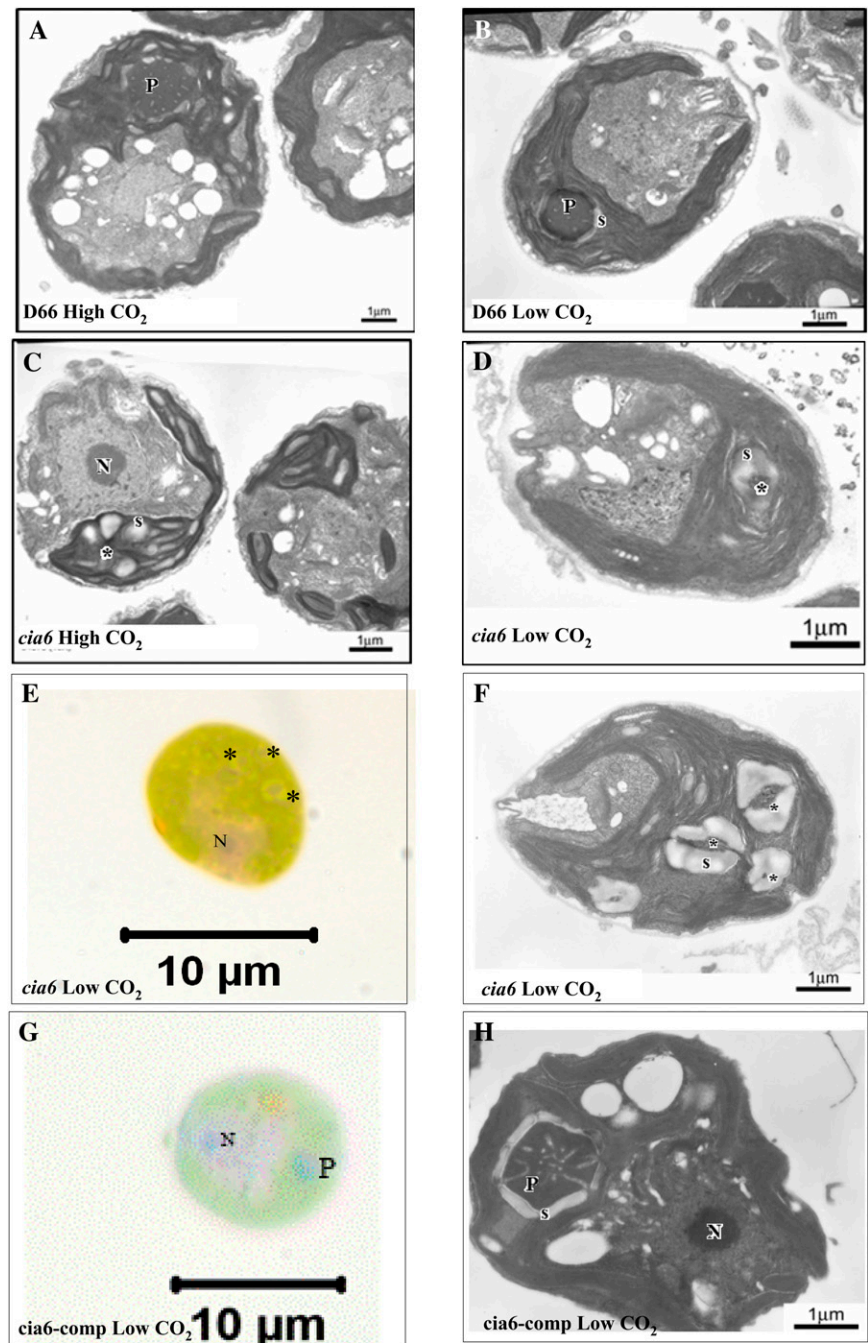 A
P
D66 High CO₂
1µm
B
P
s
D66 Low CO₂
1µm
C
N
s
*
cia6 High CO₂
1µm
D
s
*
cia6 Low CO₂
1µm
E
* * *
N
10 µm
cia6 Low CO₂
F
*
*
s
*
cia6 Low CO₂
1µm
G
N
P
10 µm
cia6-comp Low CO₂
H
P
s
N
cia6-comp Low CO₂
1µm